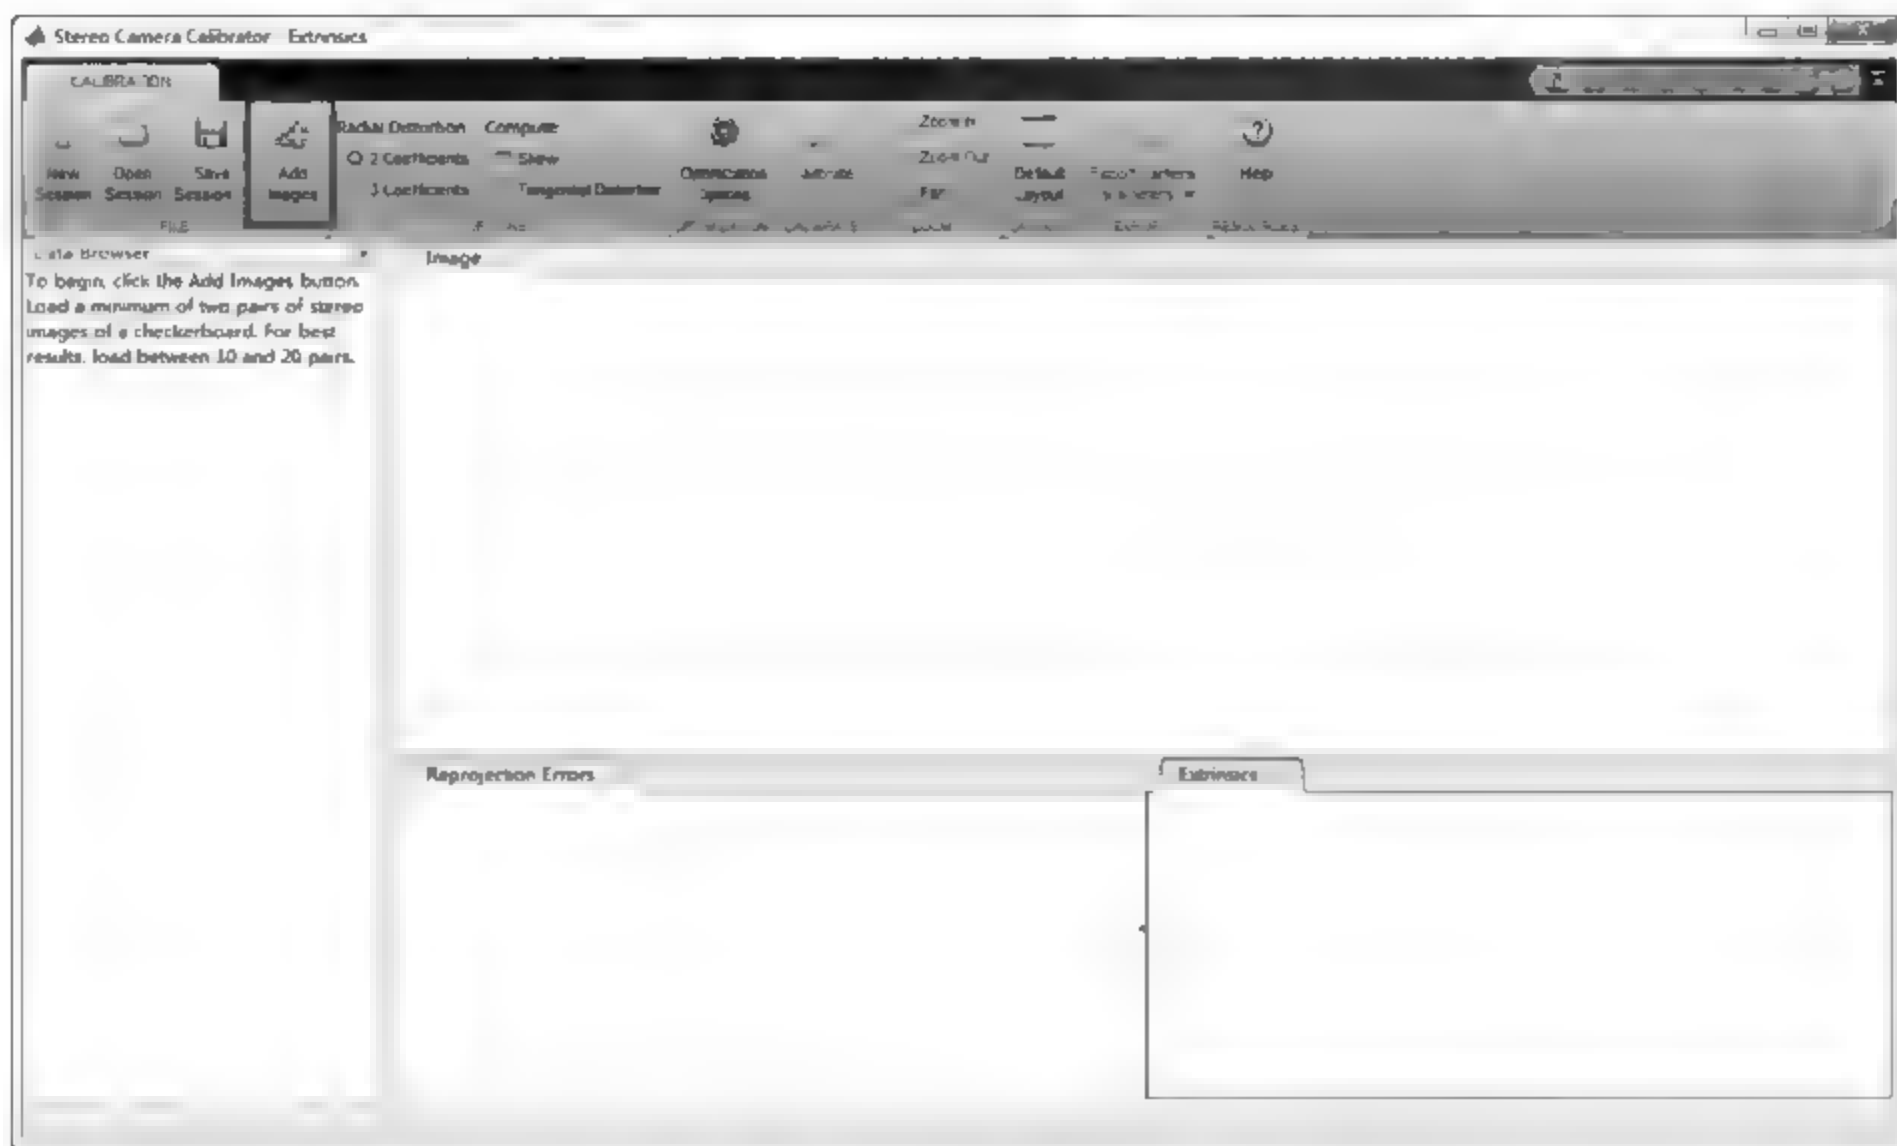 Stereo Camera Calibrator Extrinsics
CALIBRATION
New Session
Open Session
Save Session
Add Images
Radial Distortion
2 Coefficients
3 Coefficients
Compute
Skew
Tangential Distortion
Optimization Options
Zoom In
Zoom Out
Default Layout
Help
FILE
Data Browser
To begin, click the Add Images button.
Load a minimum of two pairs of stereo
images of a checkerboard. For best
results, load between 10 and 20 pairs.
Image
Reprojection Errors
Extrinsics